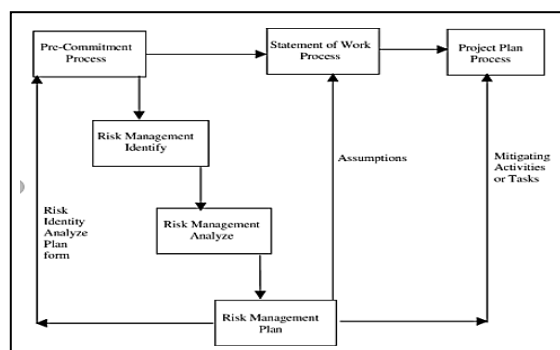 Pre-Commitment
Process
Statement of Work
Process
Project Plan
Process
Risk Management
Identify
Assumptions
Mitigating
Activities
or Tasks
Risk
Identity
Analyze
Plan
form
Risk Management
Analyze
Risk Management
Plan